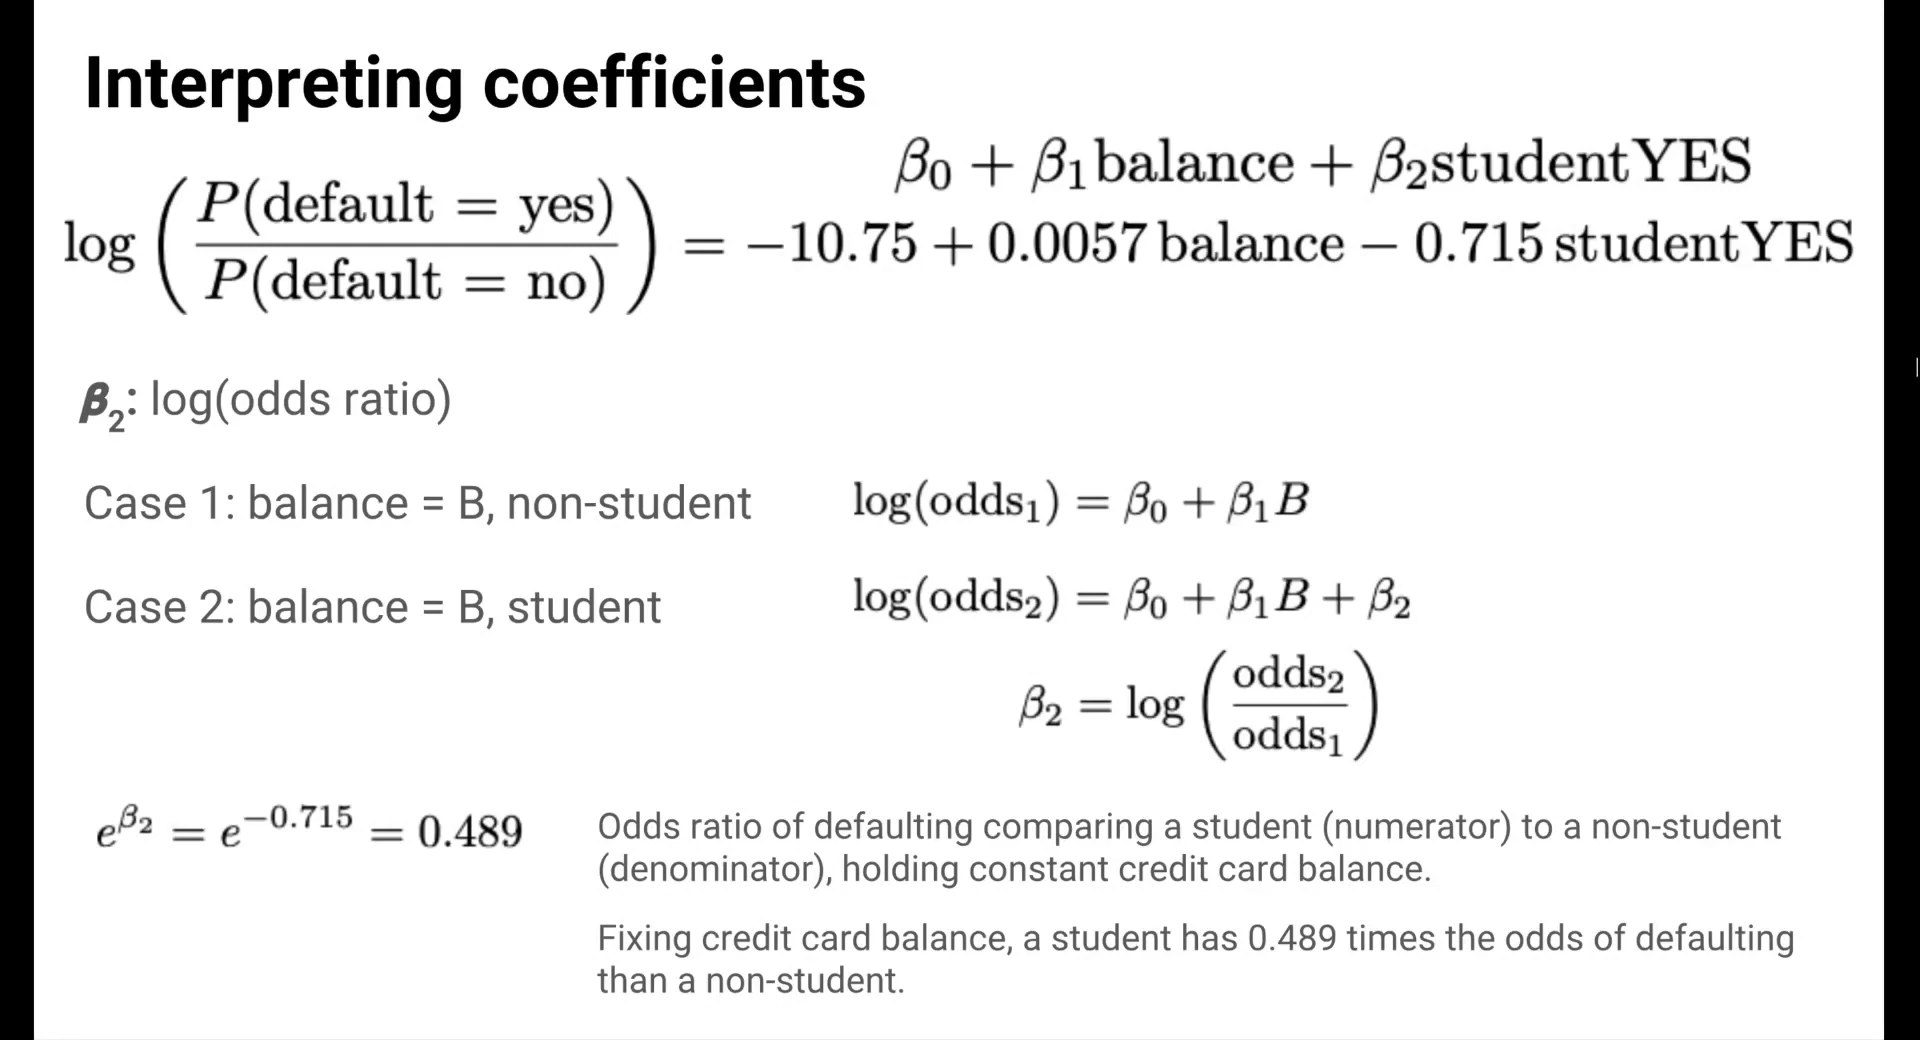 Interpreting coefficients
β₀ + β₁balance + β₂studentYES
log(P(default = yes)/P(default = no)) = −10.75 + 0.0057 balance − 0.715 studentYES
β₂: log(odds ratio)
Case 1: balance = B, non-student log(odds₁) = β₀ + β₁B
Case 2: balance = B, student log(odds₂) = β₀ + β₁B + β₂
β₂ = log(odds₂/odds₁)
e^β₂ = e^−0.715 = 0.489
Odds ratio of defaulting comparing a student (numerator) to a non-student
(denominator), holding constant credit card balance.
Fixing credit card balance, a student has 0.489 times the odds of defaulting
than a non-student.